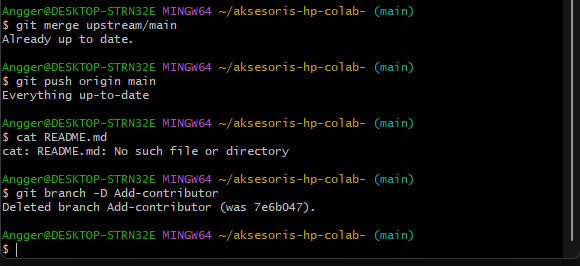 Angger@DESKTOP-STRN32E MINGW64 ~/aksesoris-hp-colab- (main)
$ git merge upstream/main
Already up to date.
Angger@DESKTOP-STRN32E MINGW64 ~/aksesoris-hp-colab- (main)
$ git push origin main
Everything up-to-date
Angger@DESKTOP-STRN32E MINGW64 ~/aksesoris-hp-colab- (main)
$ cat README.md
cat: README.md: No such file or directory
Angger@DESKTOP-STRN32E MINGW64 ~/aksesoris-hp-colab- (main)
$ git branch -D Add-contributor
Deleted branch Add-contributor (was 7e6b047).
Angger@DESKTOP-STRN32E MINGW64 ~/aksesoris-hp-colab- (main)
$